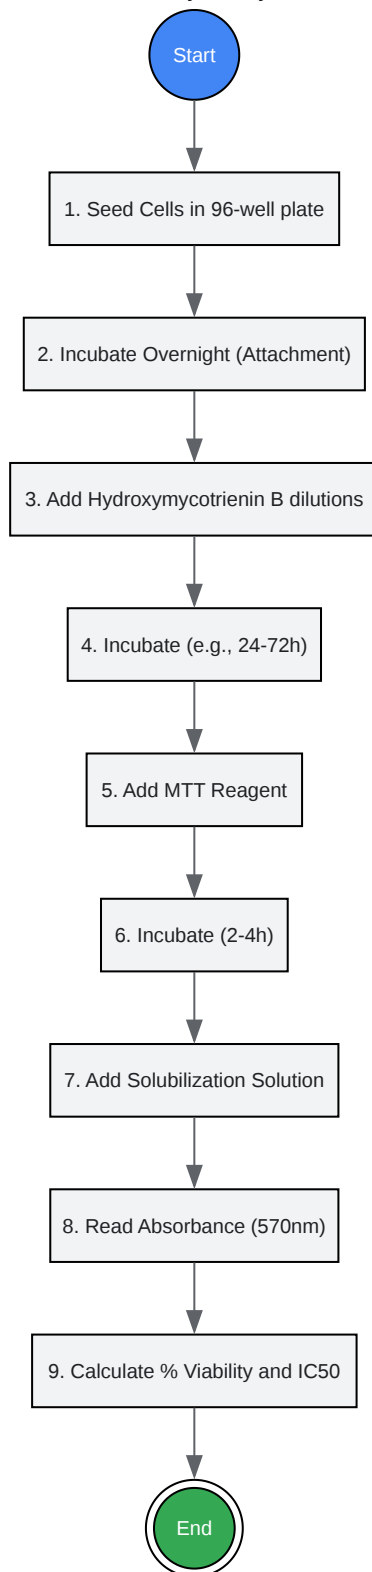 Start
1. Seed Cells in 96-well plate
2. Incubate Overnight (Attachment)
3. Add Hydroxymycotrienin B dilutions
4. Incubate (e.g., 24-72h)
5. Add MTT Reagent
6. Incubate (2-4h)
7. Add Solubilization Solution
8. Read Absorbance (570nm)
9. Calculate % Viability and IC50
End